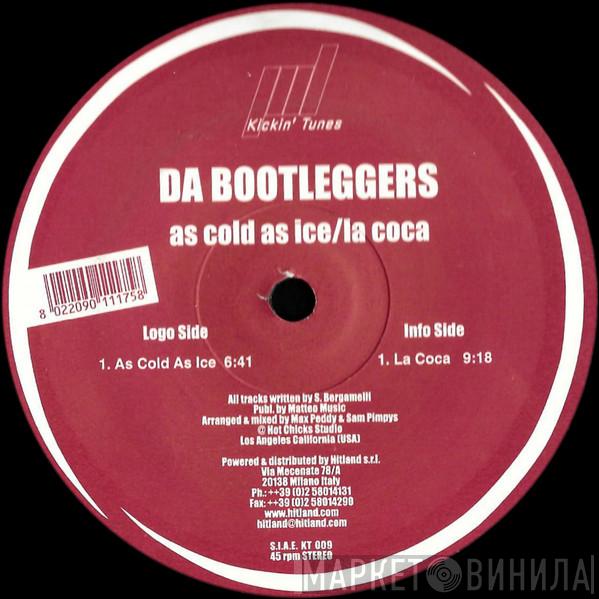 Kickin' Tunes
DA BOOTLEGGERS
as cold as ice/la coca
8 022090 111758
Logo Side
1. As Cold As Ice 6:41
Info Side
1. La Coca 9:18
All tracks written by S. Bergamelli
Publ. by Matteo Music
Arranged & mixed by Max Peddy & Sam Pimpys
@ Hot Chicks Studio
Los Angeles California (USA)
Powered & distributed by Hitland s.r.l.
Via Mecenate 78/A
20138 Milano Italy
Ph.: ++39 (0)2 58014131
Fax: ++39 (0)2 58014290
www.hitland.com
hitland@hitland.com
S.I.A.E. KT 009
45 rpm STEREO
МАРКЕТ ВИНИЛА